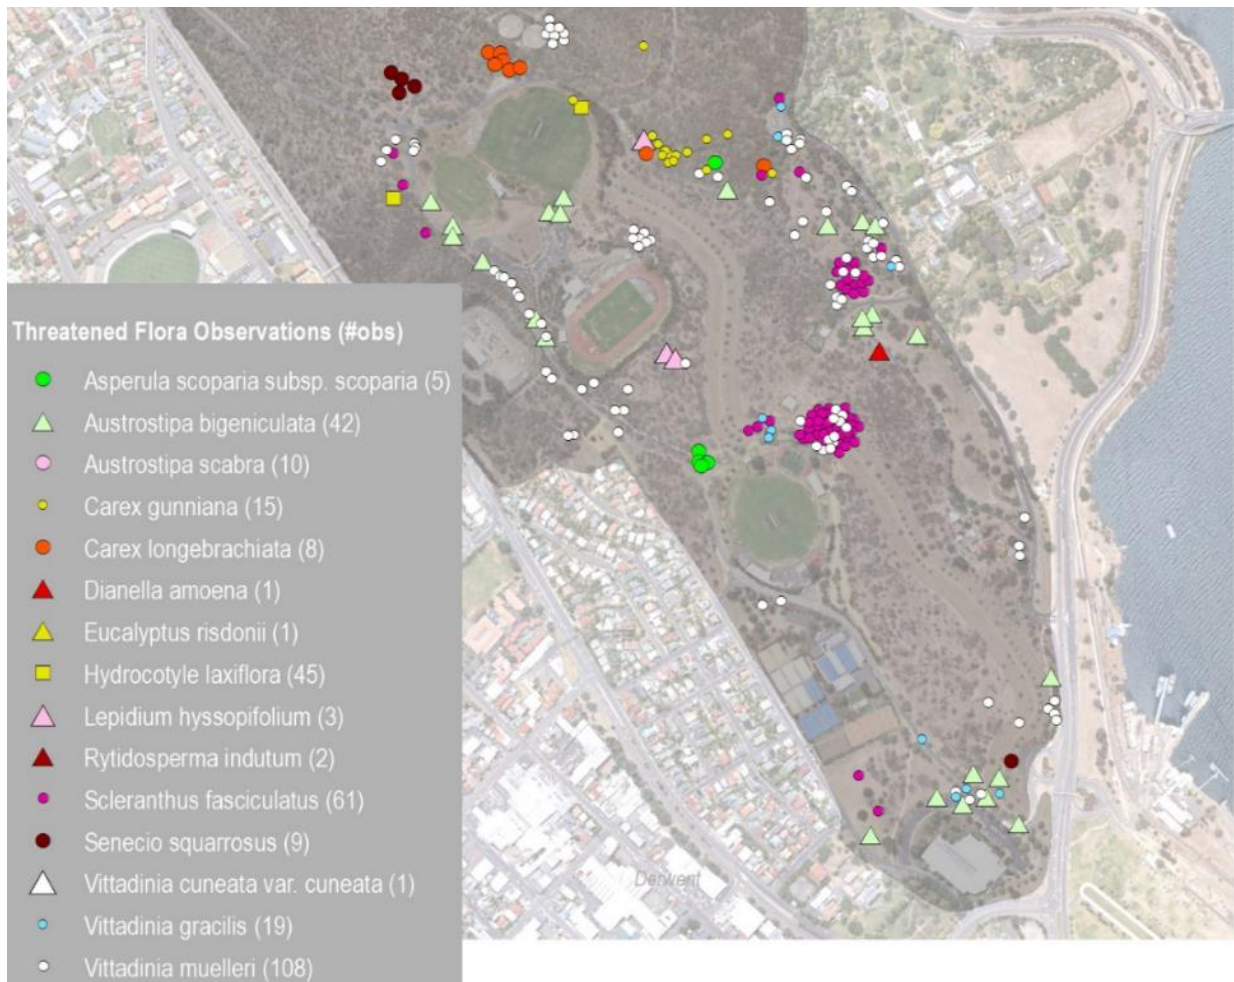 Threatened Flora Observations (#obs)
Asperula scoparia subsp. scoparia (5)
Austrostipa bigeniculata (42)
Austrostipa scabra (10)
Carex gunniana (15)
Carex longebrachiata (8)
Dianella amoena (1)
Eucalyptus risdonii (1)
Hydrocotyle laxiflora (45)
Lepidium hyssopifolium (3)
Rytidosperma indutum (2)
Scleranthus fasciculatus (61)
Senecio squarrosus (9)
Vittadinia cuneata var. cuneata (1)
Vittadinia gracilis (19)
Vittadinia muelleri (108)
Derwent